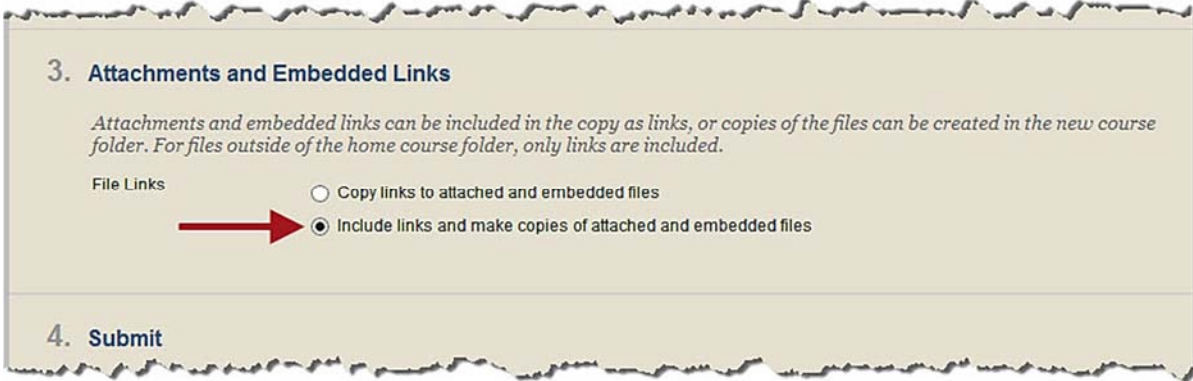 3. Attachments and Embedded Links
Attachments and embedded links can be included in the copy as links, or copies of the files can be created in the new course
folder. For files outside of the home course folder, only links are included.
File Links
Copy links to attached and embedded files
Include links and make copies of attached and embedded files
4. Submit